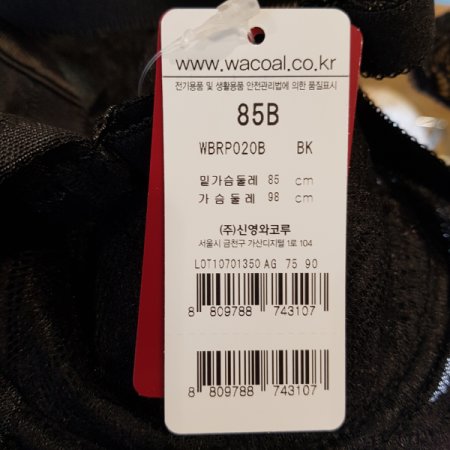 www.wacoal.co.kr
전기용품 및 생활용품 안전관리법에 의한 품질표시
85B
WBRP020B BK
밑가슴둘레 85 cm
가 슴 둘 레 98 cm
(주)신영와코루
서울시 금천구 가산디지털 1로 104
LOT10701350 AG 75 90
8 809788 743107
8 809788 743107